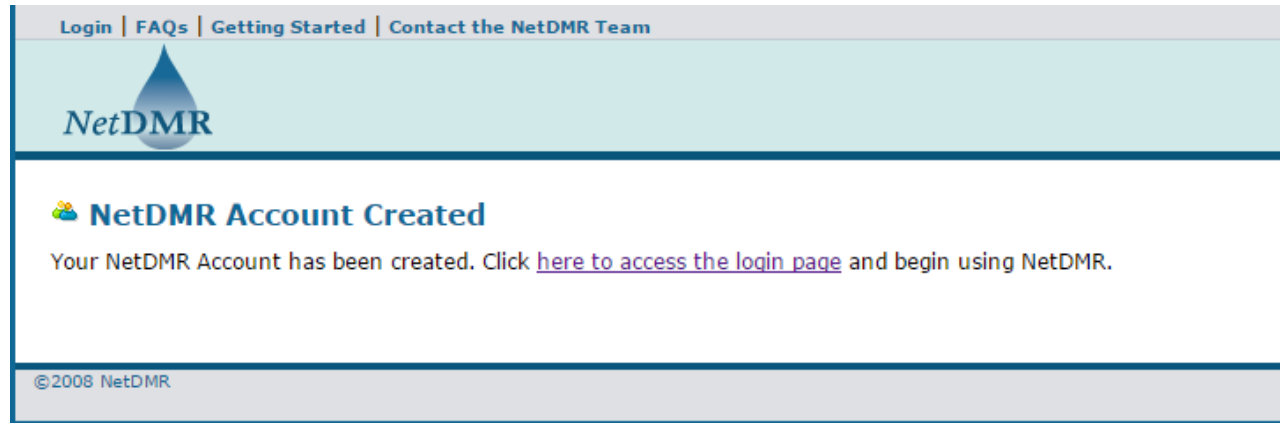 Login | FAQs | Getting Started | Contact the NetDMR Team
NetDMR
NetDMR Account Created
Your NetDMR Account has been created. Click here to access the login page and begin using NetDMR.
©2008 NetDMR